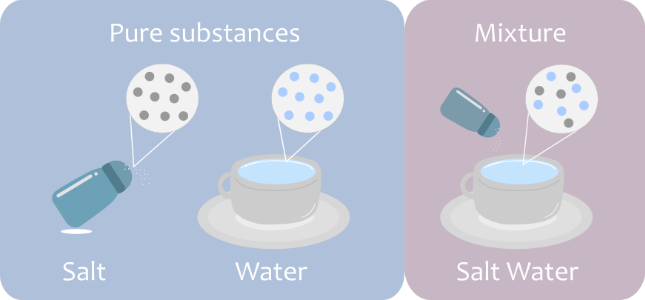 Pure substances
Mixture
Salt
Water
Salt Water